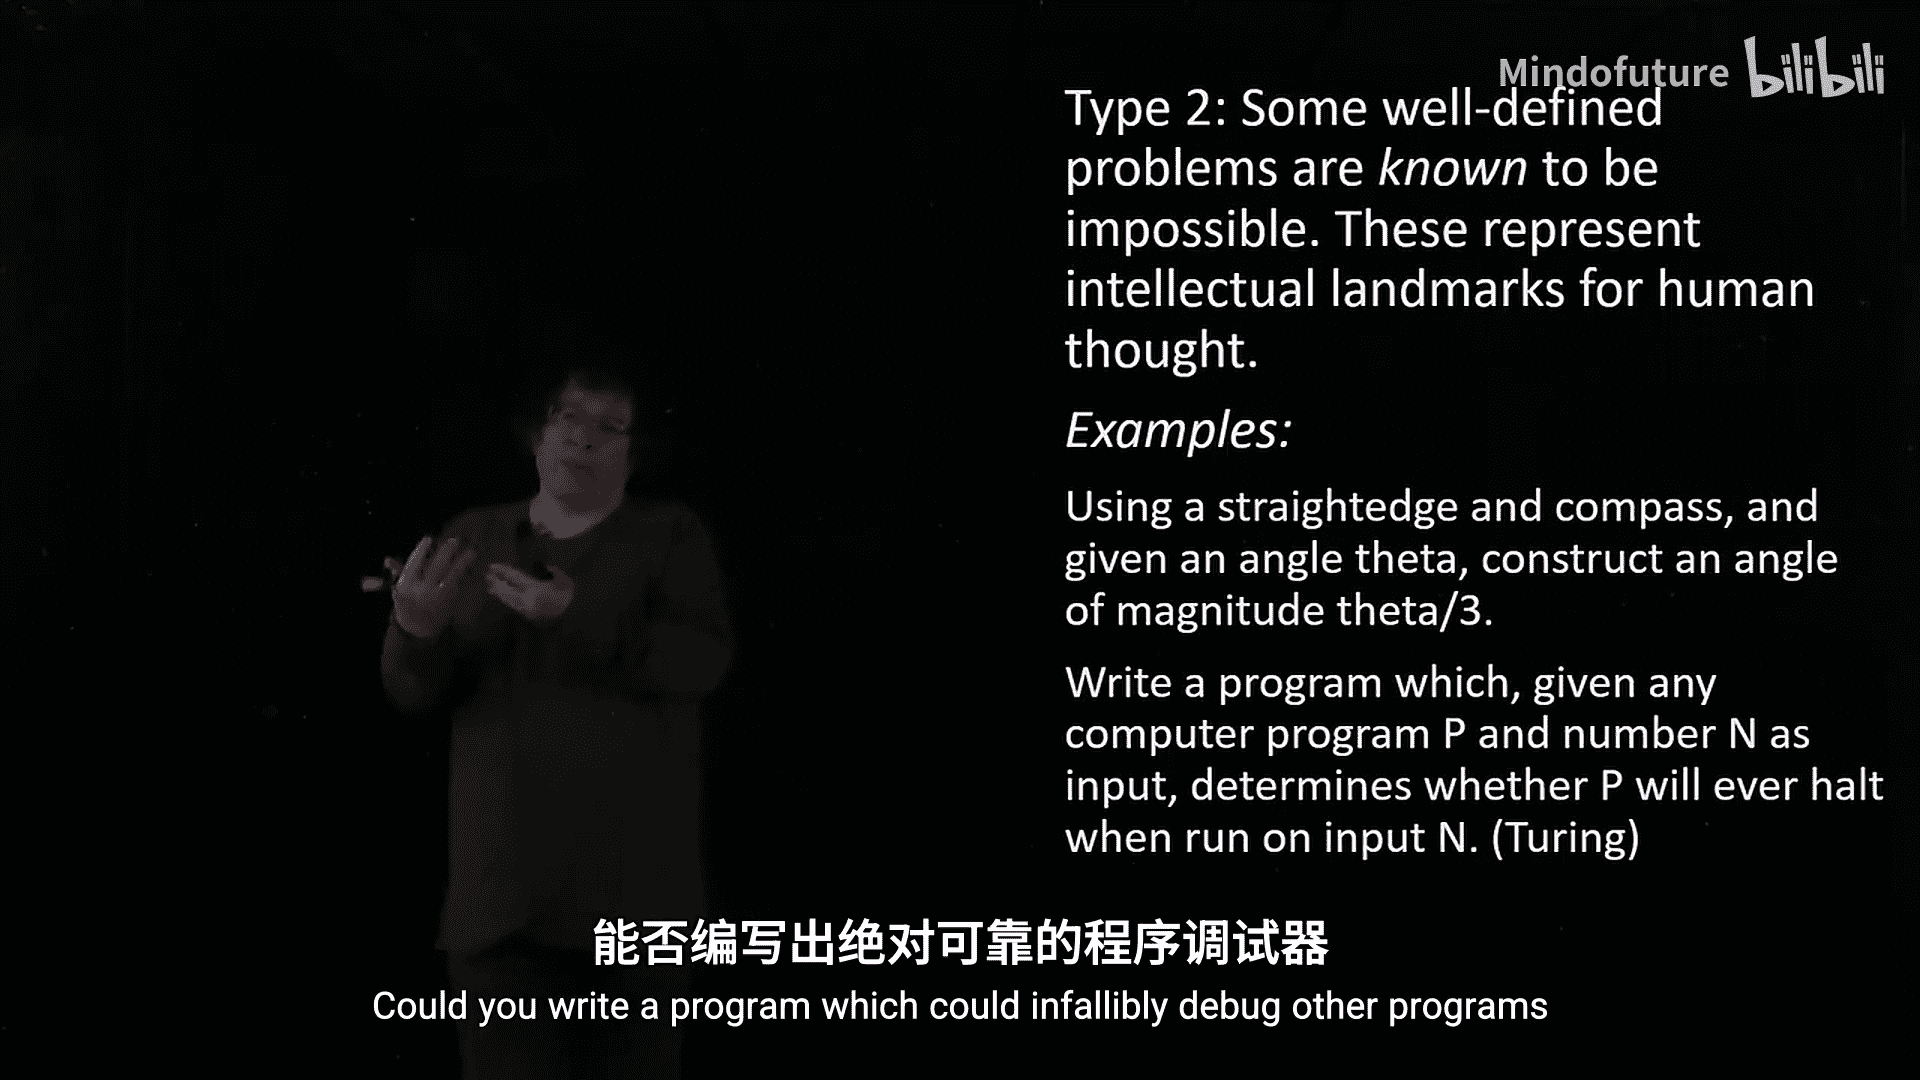 Mindofuture bilibili
Type 2: Some well-defined
problems are known to be
impossible. These represent
intellectual landmarks for human
thought.
Examples:
Using a straightedge and compass, and
given an angle theta, construct an angle
of magnitude theta/3.
Write a program which, given any
computer program P and number N as
input, determines whether P will ever halt
when run on input N. (Turing)
能否编写出绝对可靠的程序调试器
Could you write a program which could infallibly debug other programs